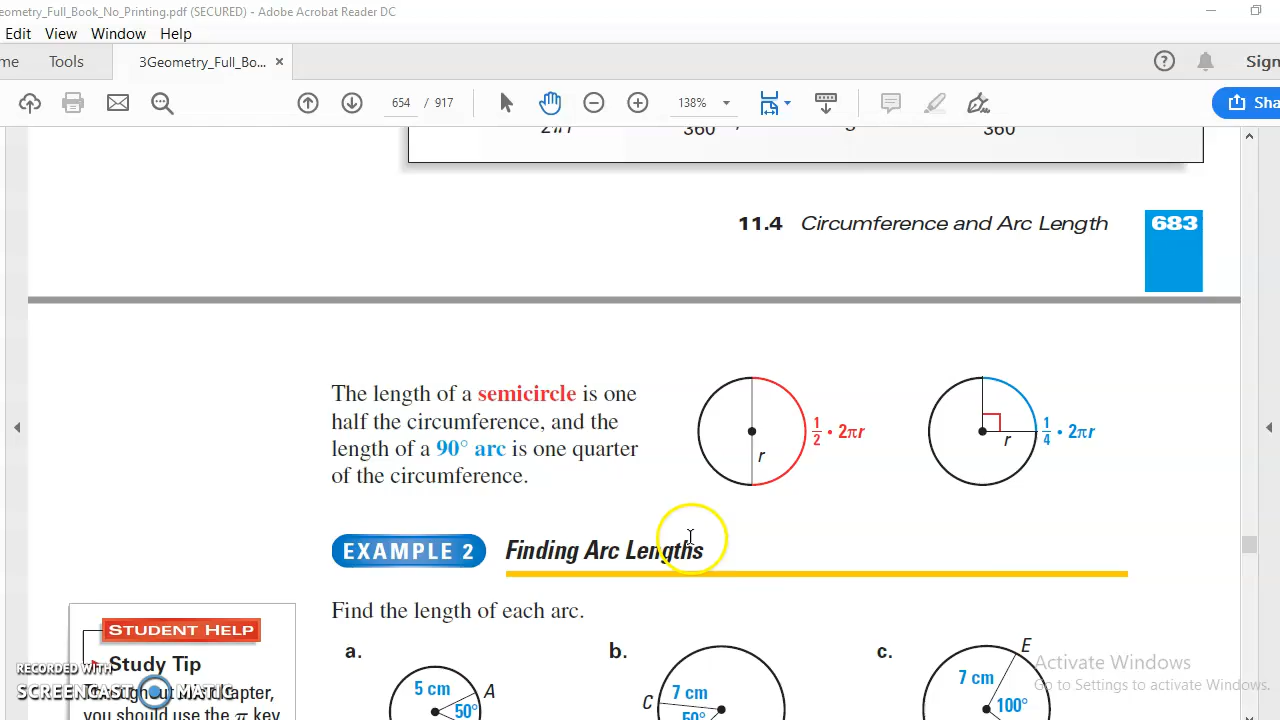 eometry_Full_Book_No_Printing.pdf (SECURED) - Adobe Acrobat Reader DC
Edit View Window Help
me Tools 3Geometry_Full_Bo... × Sign
654 / 917 138% Sha
2πr 360 360
11.4 Circumference and Arc Length 683
The length of a semicircle is one
half the circumference, and the
length of a 90° arc is one quarter
of the circumference.
r
1/2 • 2πr
r
1/4 • 2πr
EXAMPLE 2 Finding Arc Lengths
Find the length of each arc.
STUDENT HELP
Study Tip
chapter,
you should use the π key
a. 5 cm A 50°
b. 7 cm C 50°
c. 7 cm E 100°
RECORDED WITH
SCREENCAST MATIC
Activate Windows
Go to Settings to activate Windows.